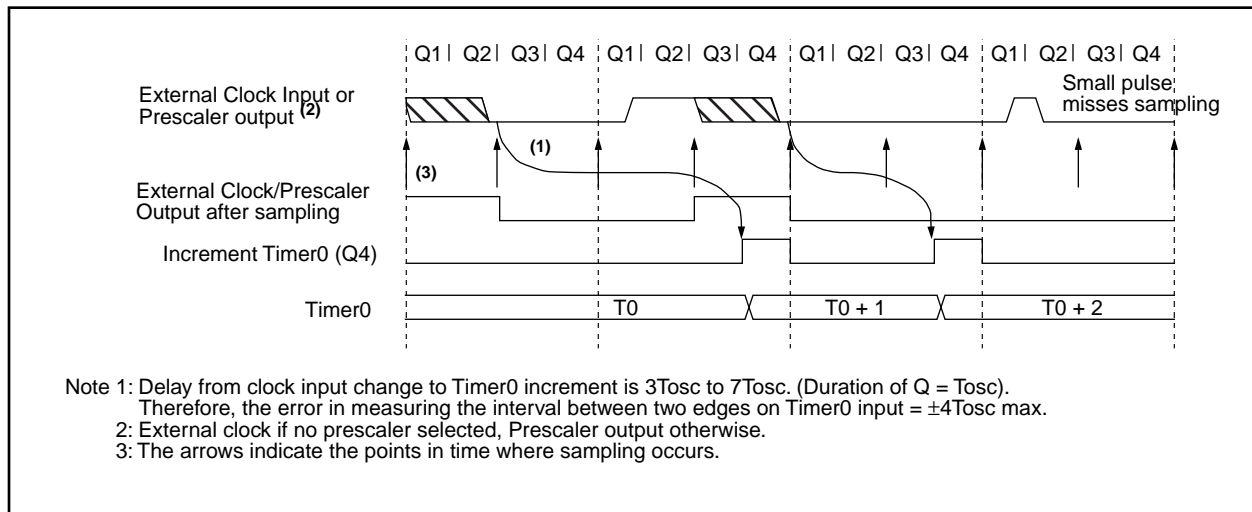 Q1| Q2| Q3| Q4 Q1| Q2| Q3| Q4 Q1| Q2| Q3| Q4 Q1| Q2| Q3| Q4
External Clock Input or
Prescaler output (2)
Small pulse
misses sampling
(1)
(3)
External Clock/Prescaler
Output after sampling
Increment Timer0 (Q4)
Timer0 T0 T0 + 1 T0 + 2
Note 1: Delay from clock input change to Timer0 increment is 3Tosc to 7Tosc. (Duration of Q = Tosc).
Therefore, the error in measuring the interval between two edges on Timer0 input = ±4Tosc max.
2: External clock if no prescaler selected, Prescaler output otherwise.
3: The arrows indicate the points in time where sampling occurs.